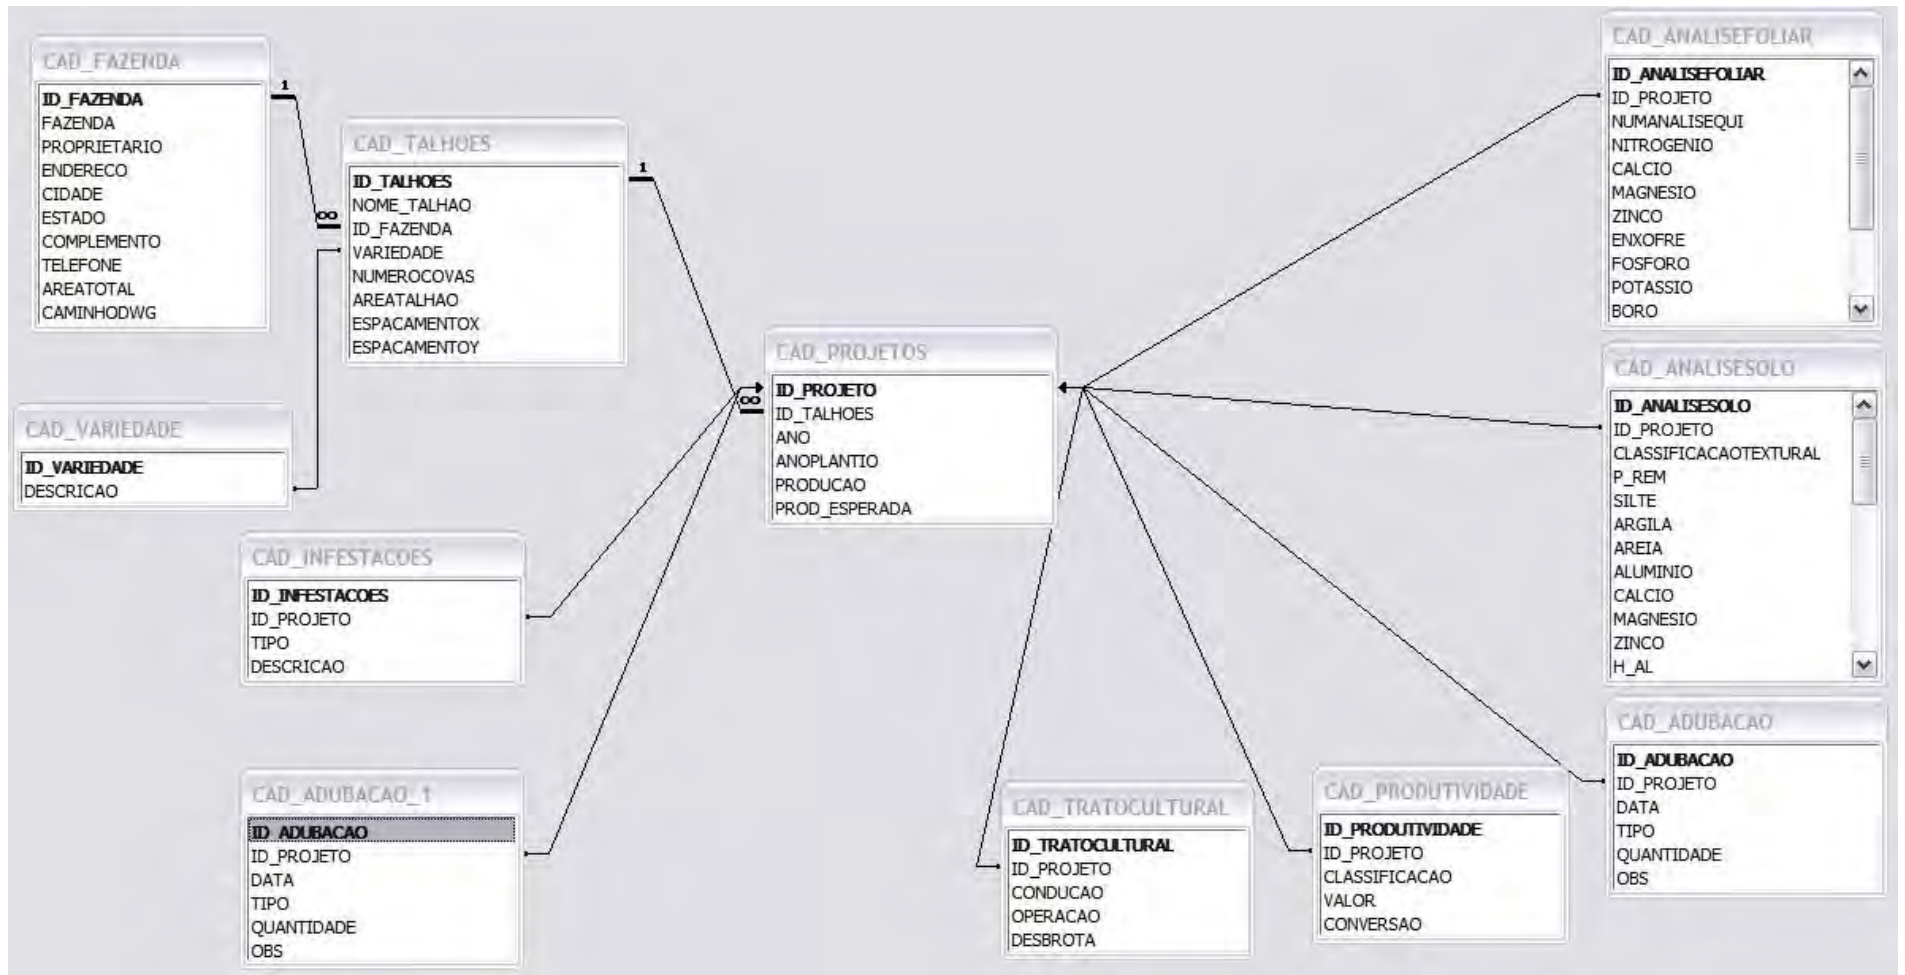 CAD_FAZENDA
ID_FAZENDA
FAZENDA
PROPRIETARIO
ENDERECO
CIDADE
ESTADO
COMPLEMENTO
TELEFONE
AREATOTAL
CAMINHODWG
1
∞
CAD_TALHOES
ID_TALHOES
NOME_TALHAO
ID_FAZENDA
VARIEDADE
NUMEROCOVAS
AREATALHAO
ESPACAMENTOX
ESPACAMENTOY
1
∞
CAD_VARIEDADE
ID_VARIEDADE
DESCRICAO
CAD_PROJETOS
ID_PROJETO
ID_TALHOES
ANO
ANOPLANTIO
PRODUCAO
PROD_ESPERADA
CAD_INFESTACOES
ID_INFESTACOES
ID_PROJETO
TIPO
DESCRICAO
CAD_ADUBACAO_1
ID_ADUBACAO
ID_PROJETO
DATA
TIPO
QUANTIDADE
OBS
CAD_TRATOCULTURAL
ID_TRATOCULTURAL
ID_PROJETO
CONDUCAO
OPERACAO
DESBROTA
CAD_PRODUTIVIDADE
ID_PRODUTIVIDADE
ID_PROJETO
CLASSIFICACAO
VALOR
CONVERSAO
CAD_ANALISEFOLIAR
ID_ANALISEFOLIAR
ID_PROJETO
NUMANALISEQUI
NITROGENIO
CALCIO
MAGNESIO
ZINCO
ENXOFRE
FOSFORO
POTASSIO
BORO
CAD_ANALISESOLO
ID_ANALISESOLO
ID_PROJETO
CLASSIFICACAOTEXTURAL
P_REM
SILTE
ARGILA
AREIA
ALUMINIO
CALCIO
MAGNESIO
ZINCO
H_AL
CAD_ADUBACAO
ID_ADUBACAO
ID_PROJETO
DATA
TIPO
QUANTIDADE
OBS